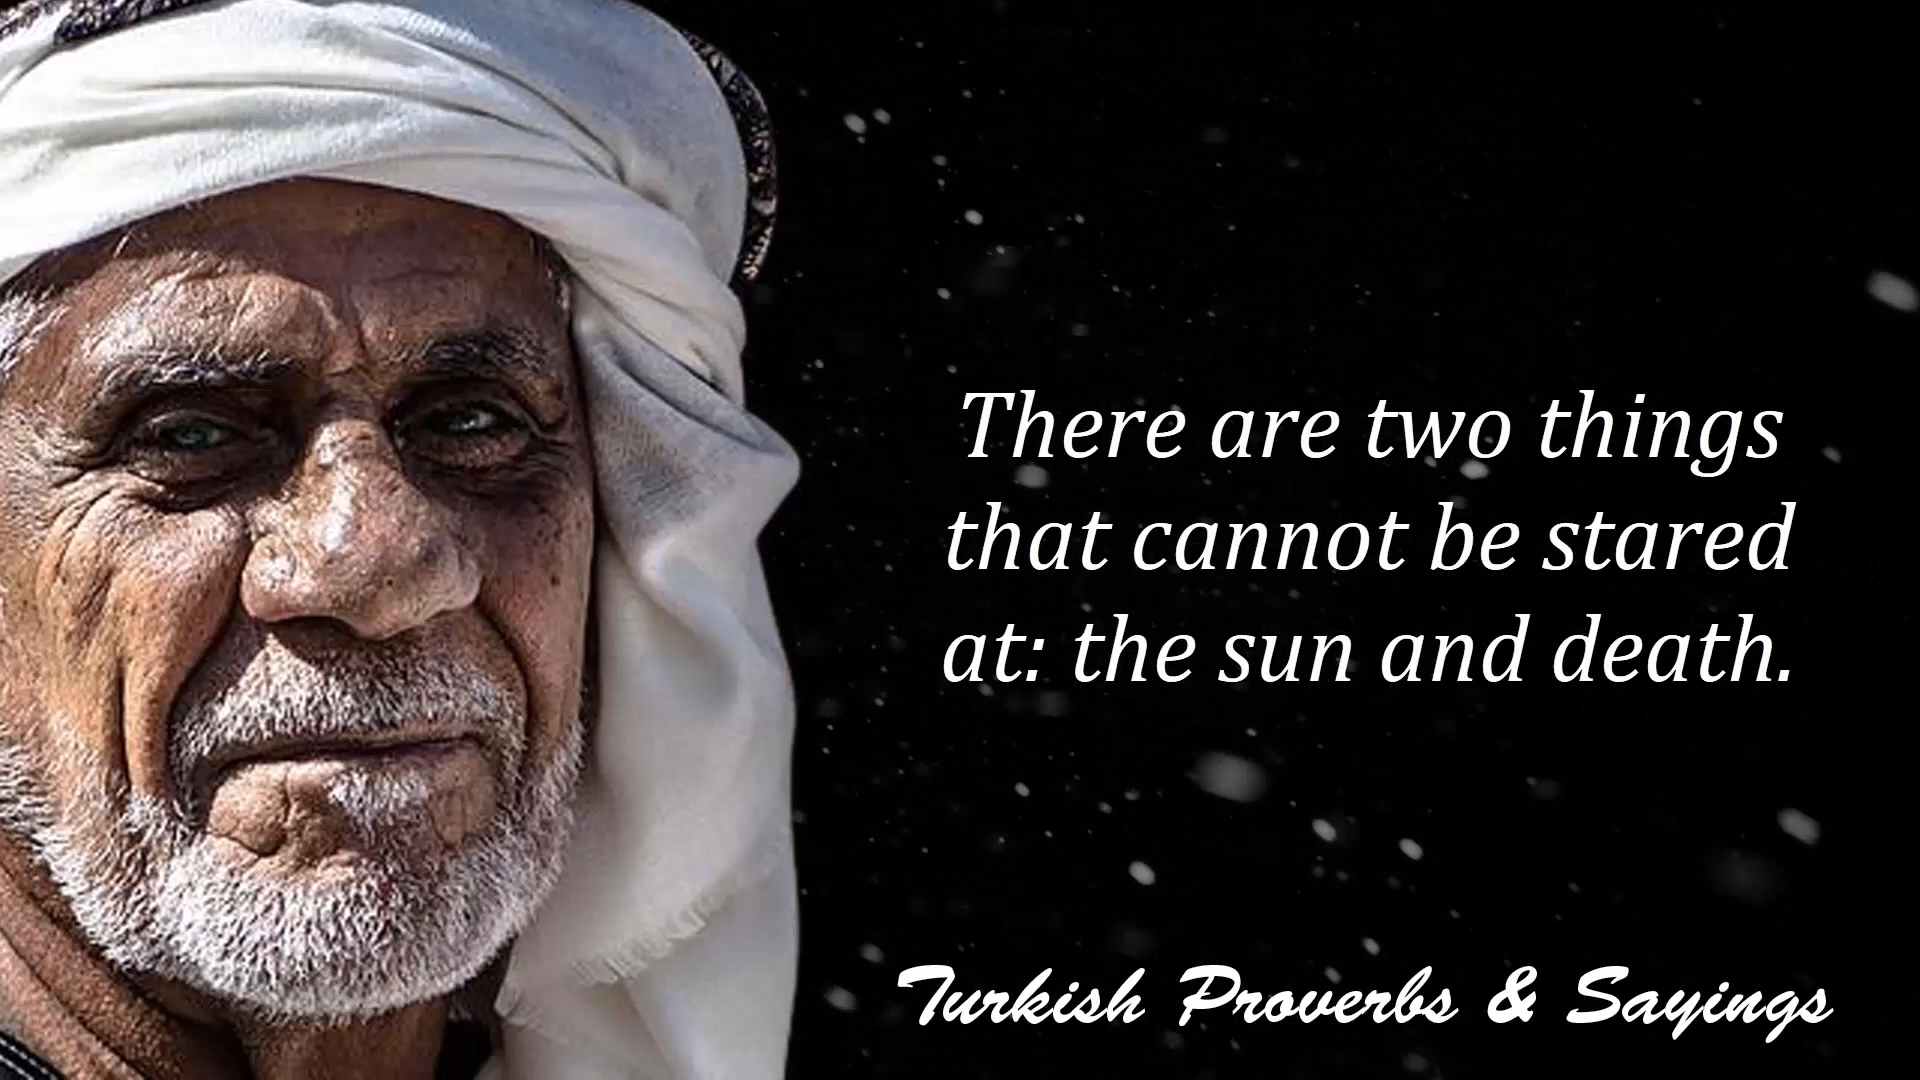 There are two things
that cannot be stared
at: the sun and death.
Turkish Proverbs & Sayings